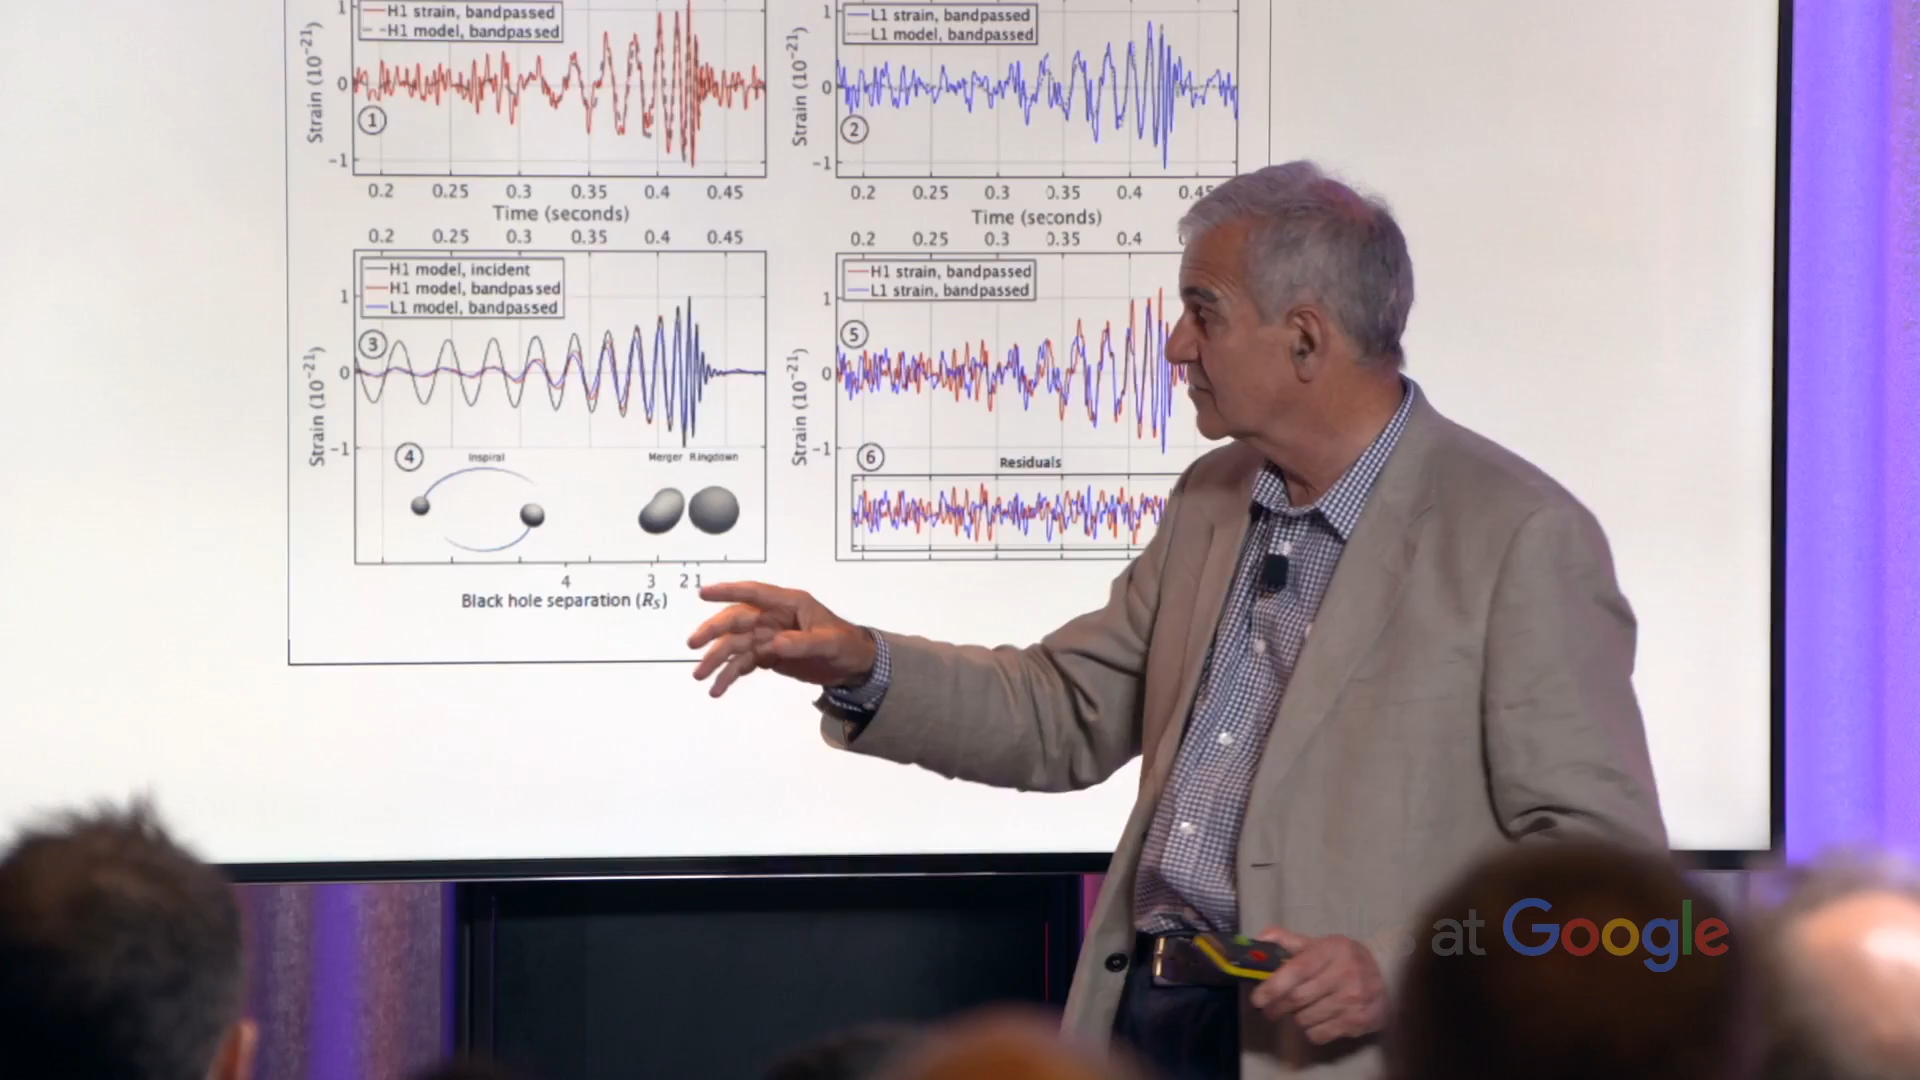 1
H1 strain, bandpassed
H1 model, bandpassed
Strain (10⁻²¹)
0
1
-1
0.2 0.25 0.3 0.35 0.4 0.45
Time (seconds)
1
L1 strain, bandpassed
L1 model, bandpassed
Strain (10⁻²¹)
0
2
-1
0.2 0.25 0.3 0.35 0.4 0.45
Time (seconds)
0.2 0.25 0.3 0.35 0.4 0.45
H1 model, incident
H1 model, bandpassed
L1 model, bandpassed
1
3
Strain (10⁻²¹)
0
-1
4
Inspiral
Merger Ringdown
4 3 2 1
Black hole separation (R_S)
0.2 0.25 0.3 0.35 0.4
H1 strain, bandpassed
L1 strain, bandpassed
1
5
Strain (10⁻²¹)
0
-1
6
Residuals
at Google